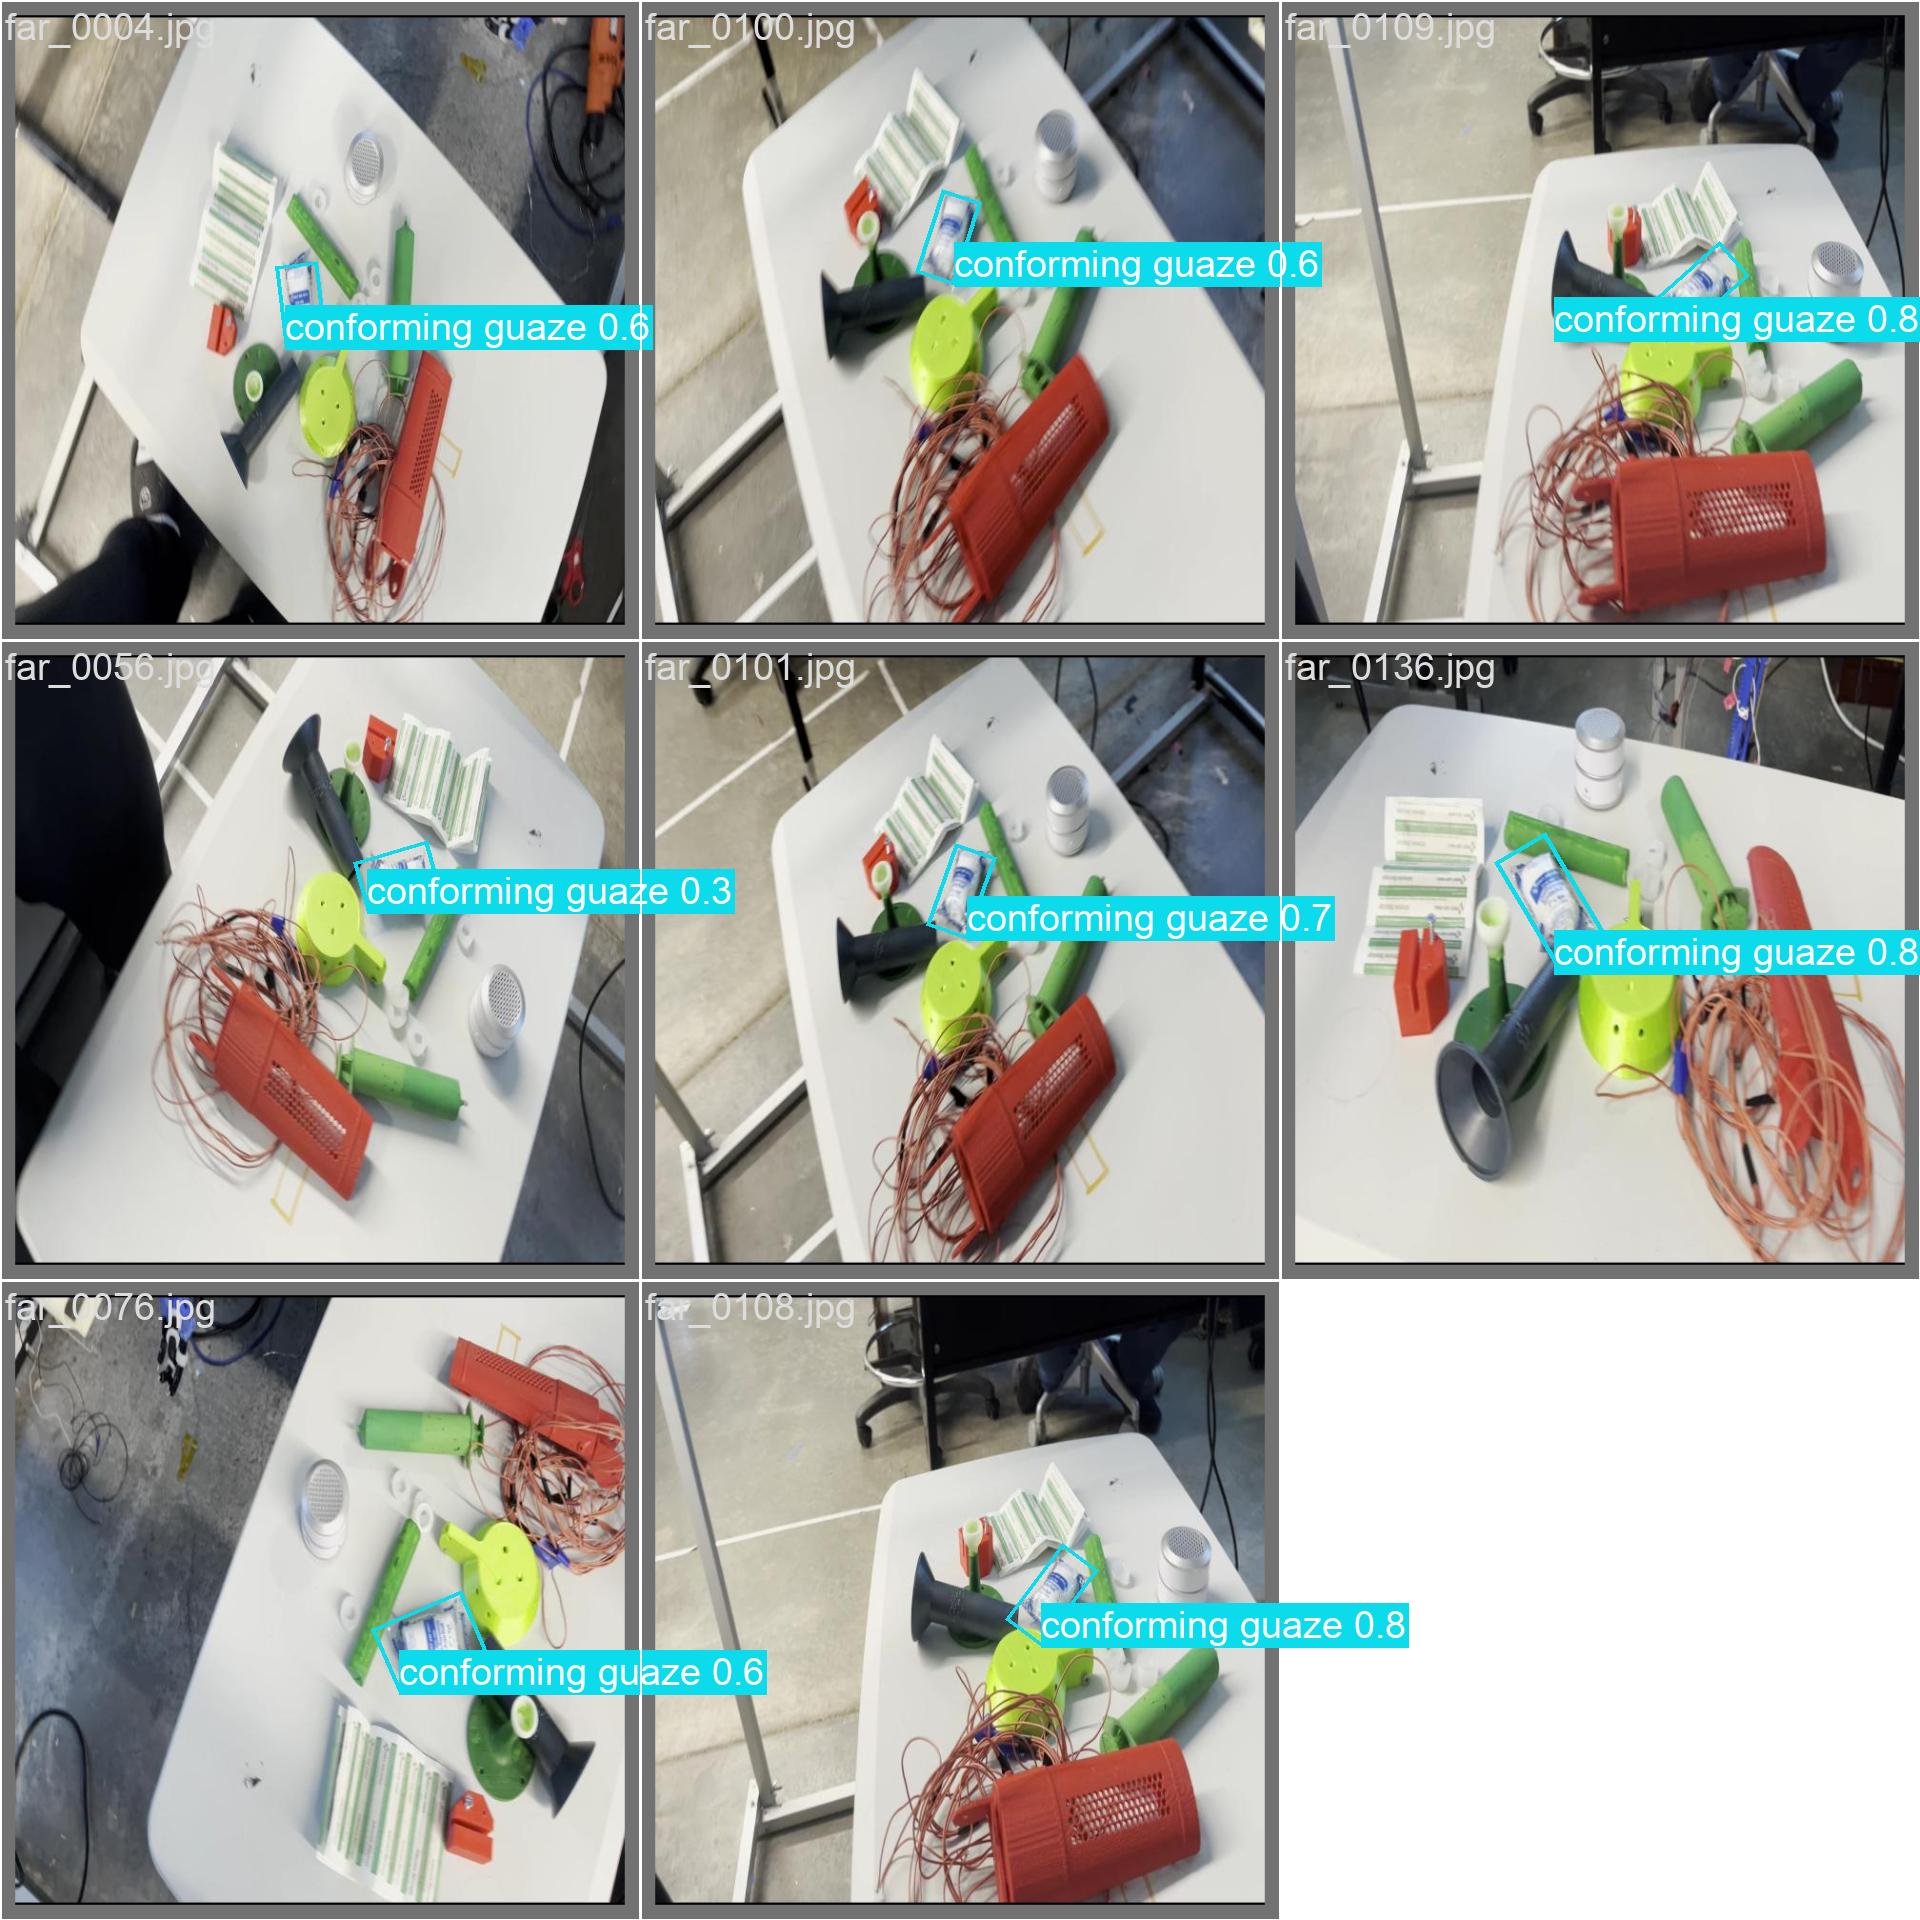 far_0004.jpg
far_0100.jpg
far_0109.jpg
conforming guaze 0.6
conforming guaze 0.6
conforming guaze 0.8
far_0056.jpg
far_0101.jpg
far_0136.jpg
conforming guaze 0.3
conforming guaze 0.7
conforming guaze 0.8
far_0076.jpg
far_0108.jpg
conforming guaze 0.6
conforming guaze 0.8